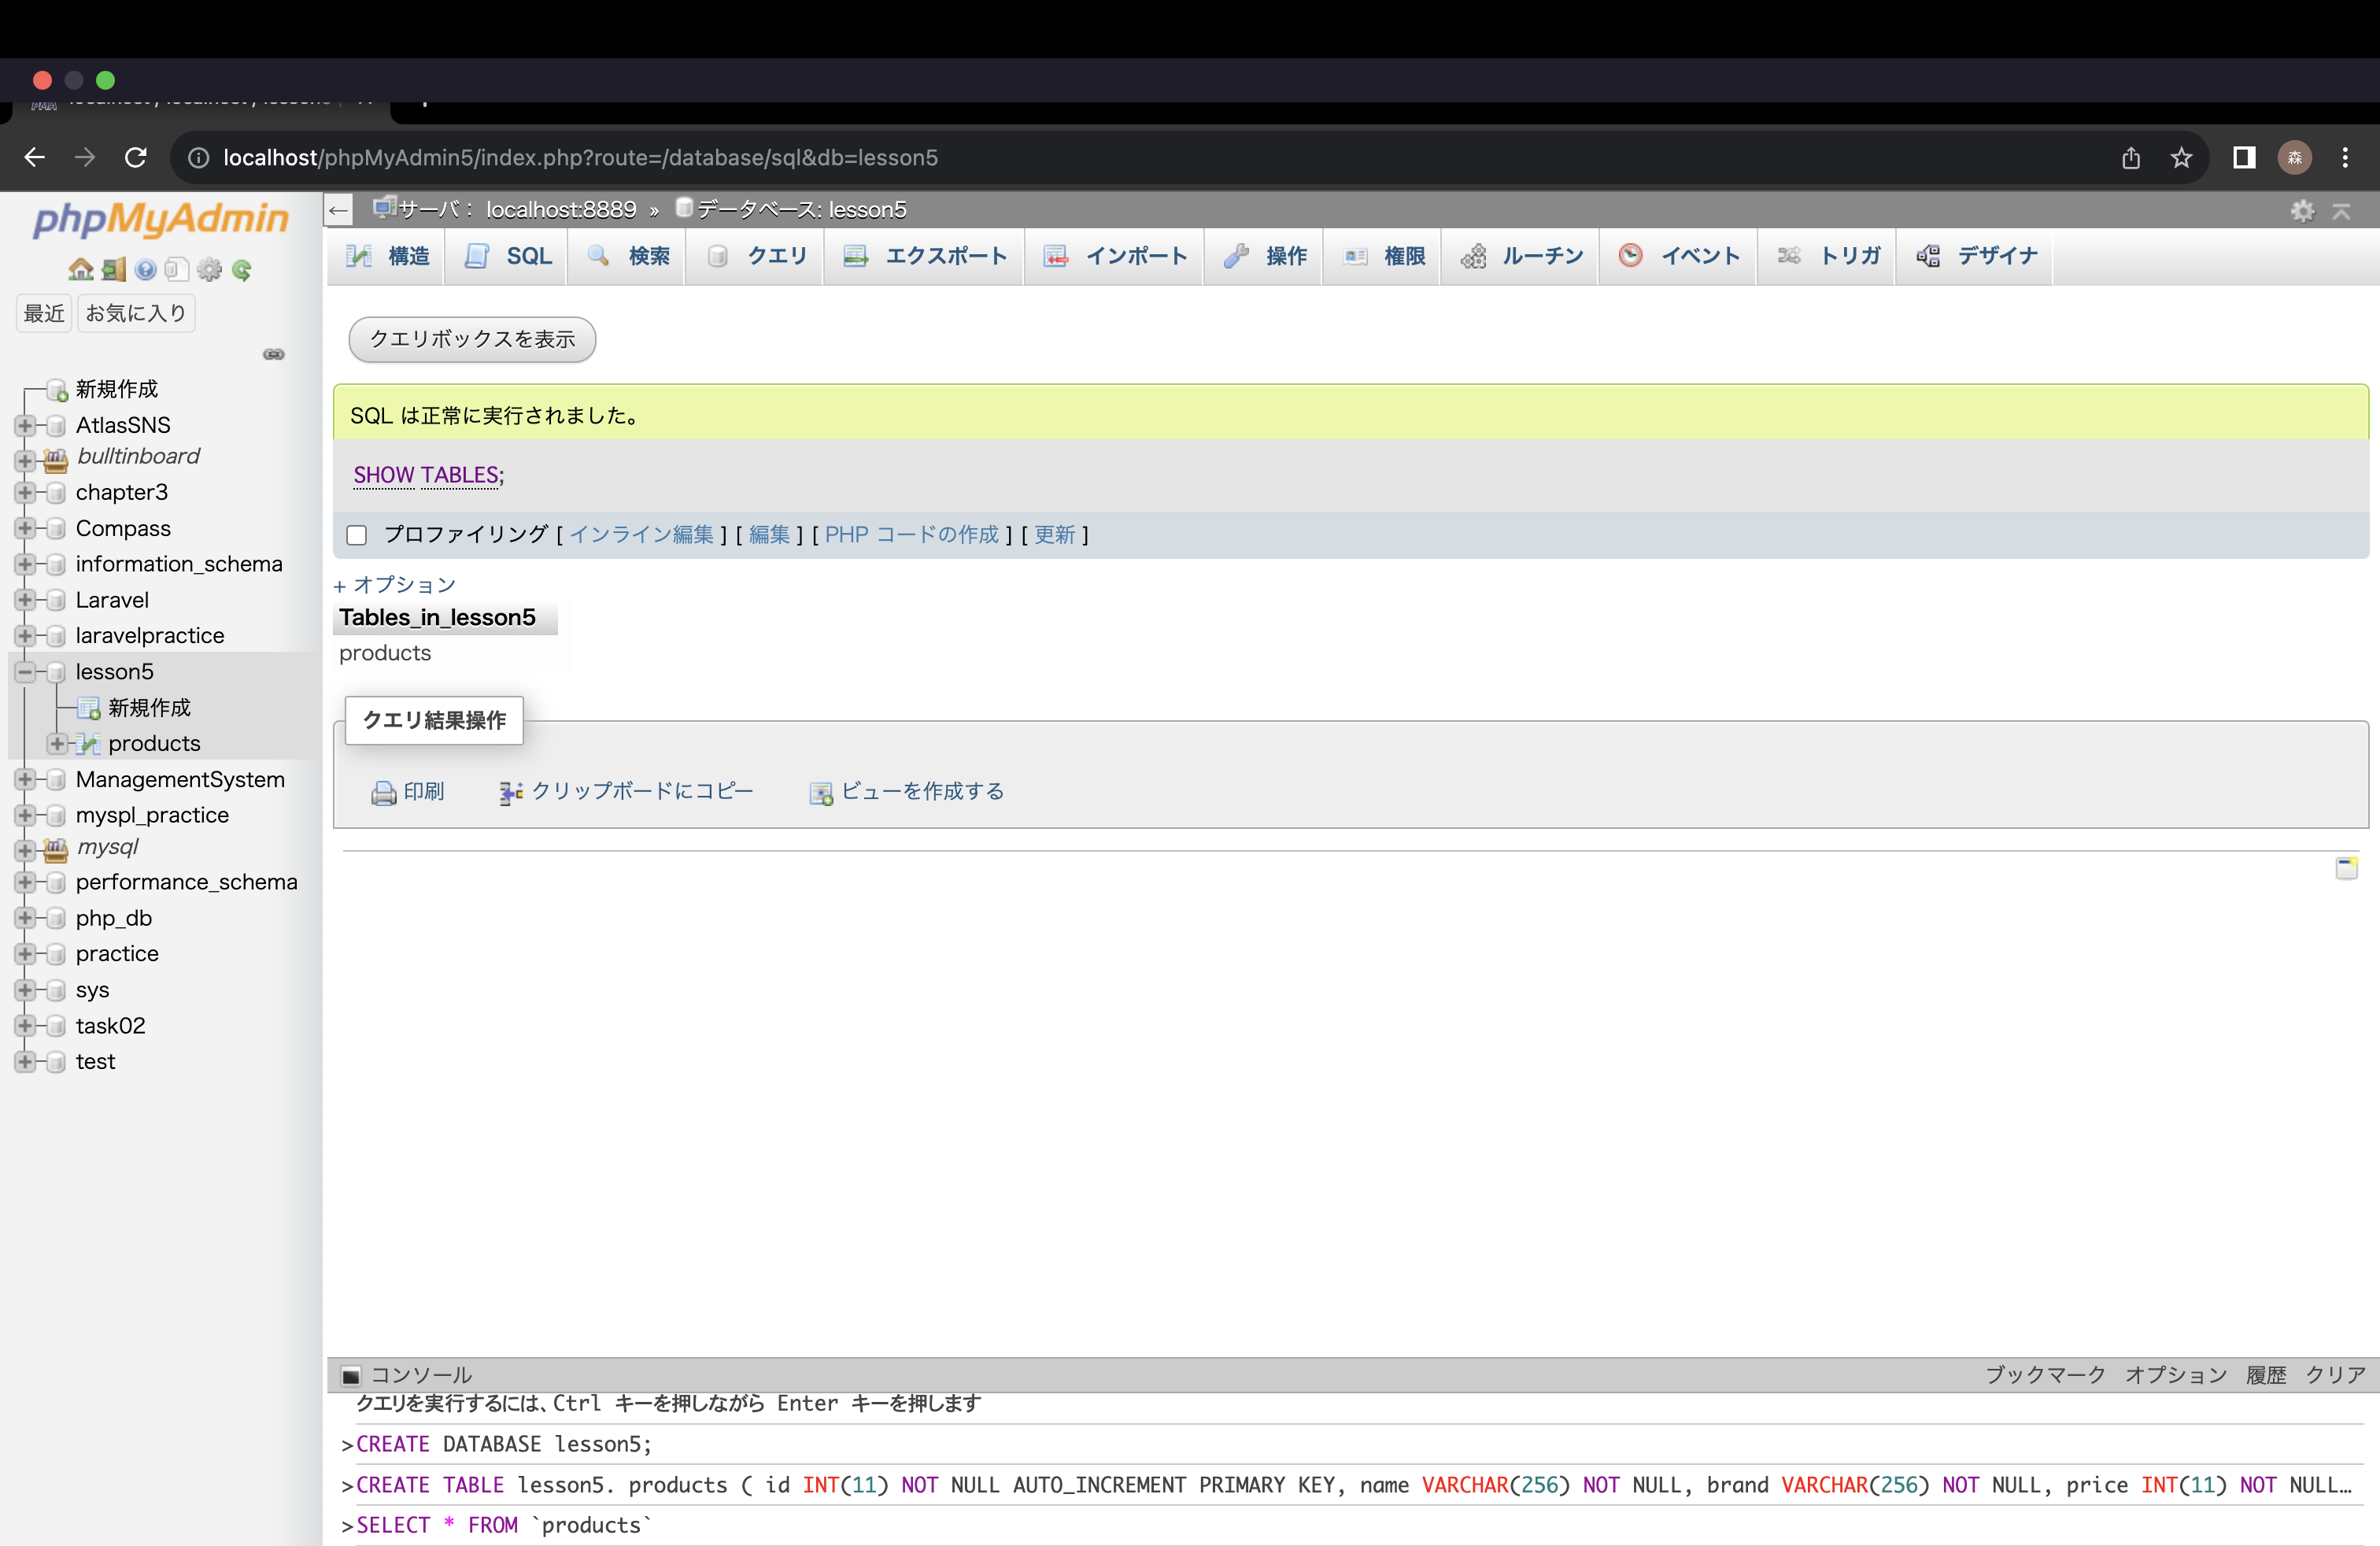 localhost/phpMyAdmin5/index.php?route=/database/sql&db=lesson5
森
phpMyAdmin
最近 お気に入り
新規作成
AtlasSNS
bulltinboard
chapter3
Compass
information_schema
Laravel
laravelpractice
lesson5
新規作成
products
ManagementSystem
myspl_practice
mysql
performance_schema
php_db
practice
sys
task02
test
サーバ: localhost:8889 » データベース: lesson5
構造 SQL 検索 クエリ エクスポート インポート 操作 権限 ルーチン イベント トリガ デザイナ
クエリボックスを表示
SQL は正常に実行されました。
SHOW TABLES;
プロファイリング [ インライン編集 ] [ 編集 ] [ PHP コードの作成 ] [ 更新 ]
+ オプション
Tables_in_lesson5
products
クエリ結果操作
印刷 クリップボードにコピー ビューを作成する
コンソール ブックマーク オプション 履歴 クリア
クエリを実行するには、Ctrl キーを押しながら Enter キーを押します
>CREATE DATABASE lesson5;
>CREATE TABLE lesson5. products ( id INT(11) NOT NULL AUTO_INCREMENT PRIMARY KEY, name VARCHAR(256) NOT NULL, brand VARCHAR(256) NOT NULL, price INT(11) NOT NULL…
>SELECT * FROM `products`